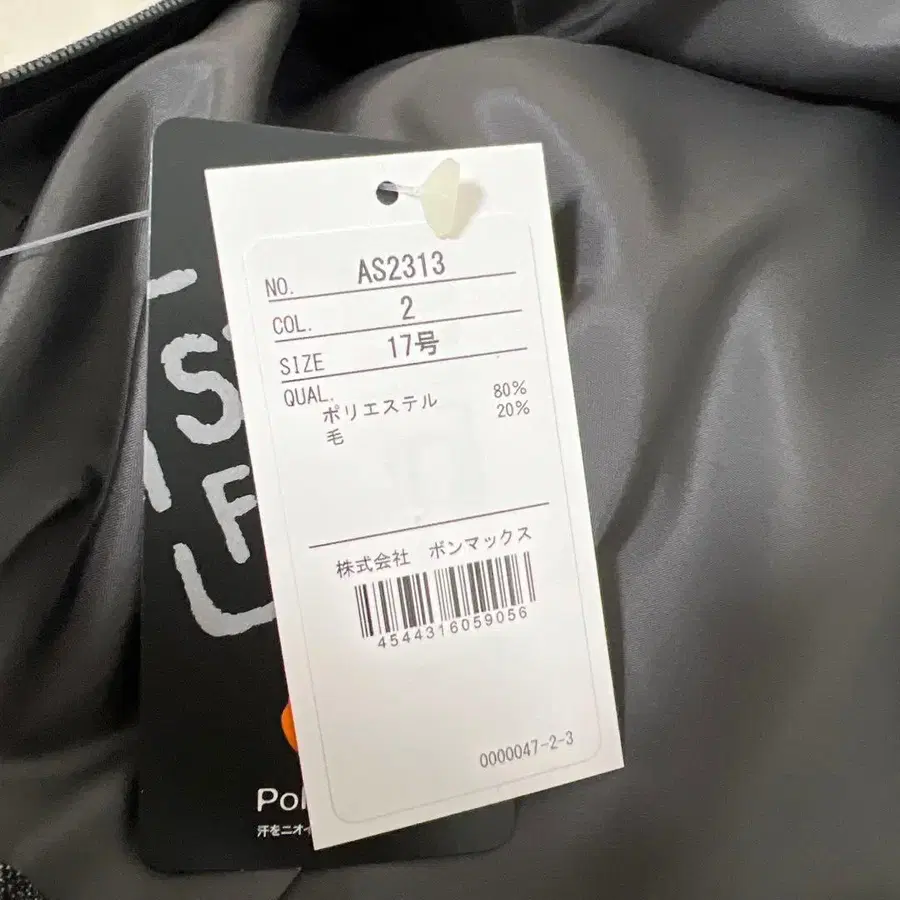 NO. AS2313
COL. 2
SIZE 17号
QUAL.
ポリエステル 80%
毛 20%
株式会社 ボンマックス
4544316059056
0000047-2-3
Pol
汗をニオイ